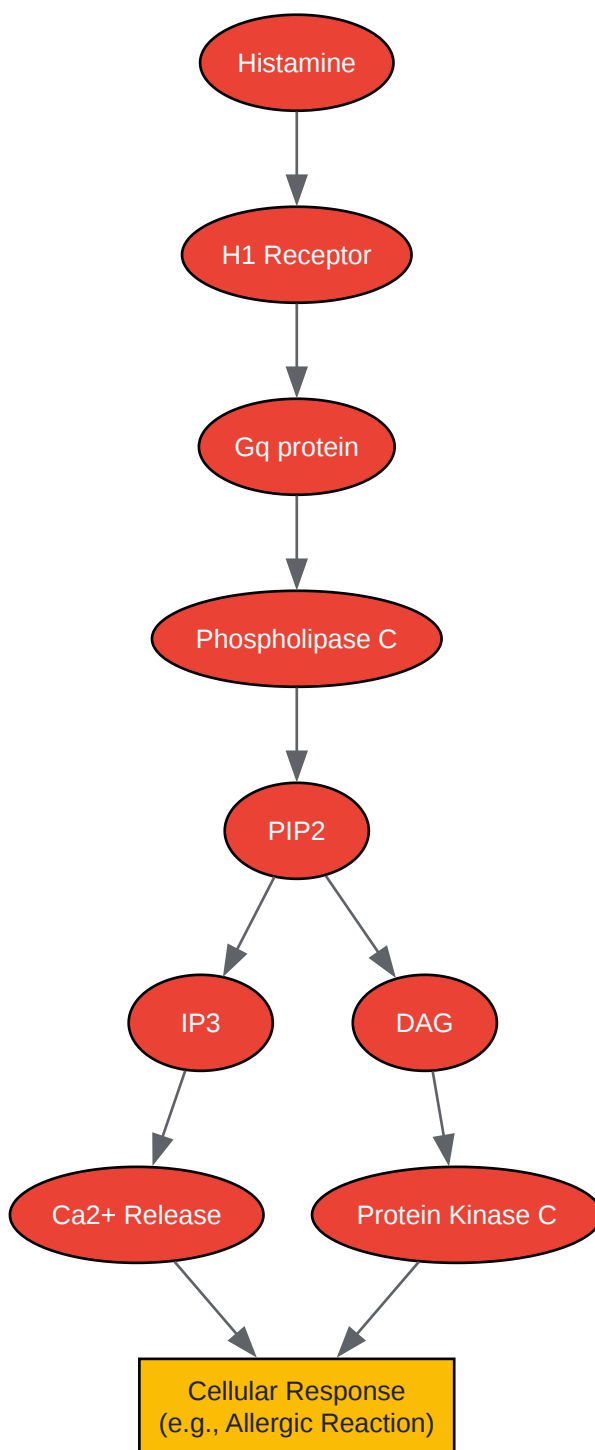 Histamine
H1 Receptor
Gq protein
Phospholipase C
PIP2
IP3
DAG
Ca2+ Release
Protein Kinase C
Cellular Response
(e.g., Allergic Reaction)